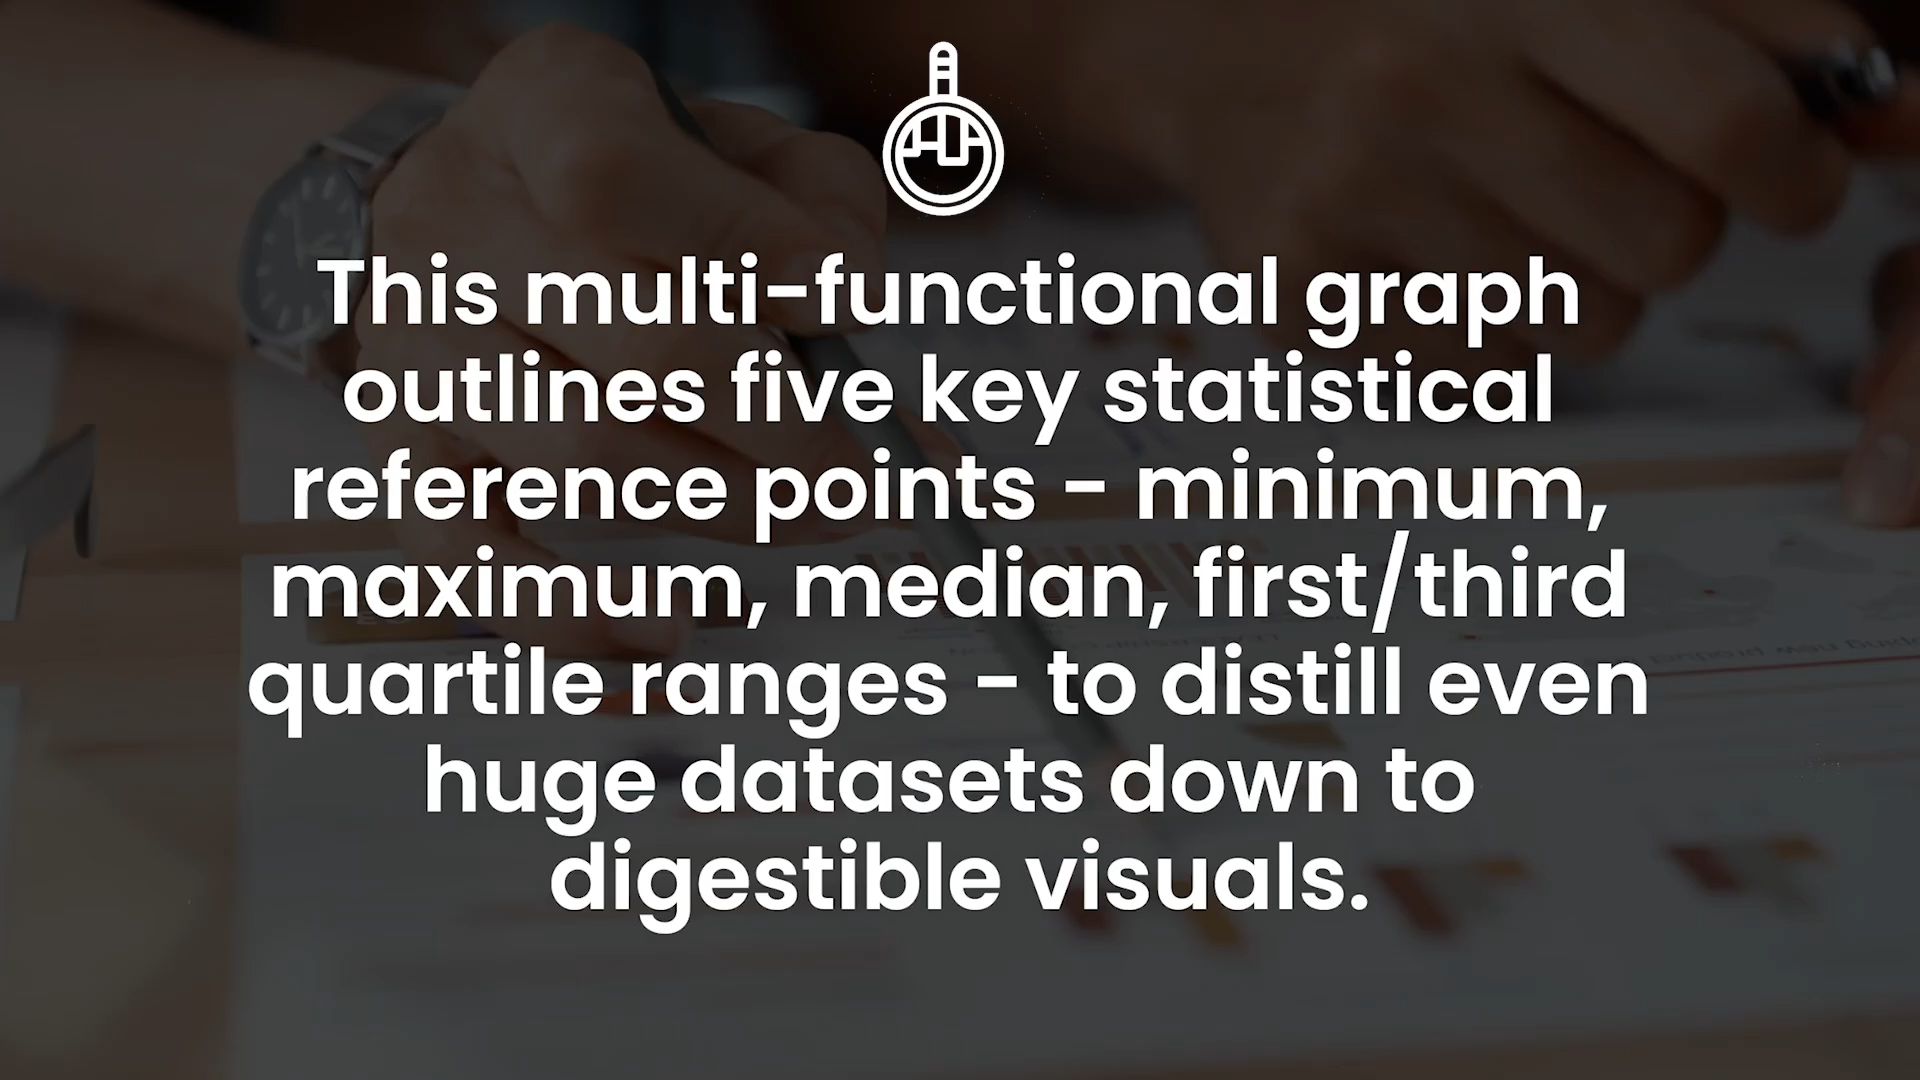 This multi-functional graph
outlines five key statistical
reference points - minimum,
maximum, median, first/third
quartile ranges - to distill even
huge datasets down to
digestible visuals.